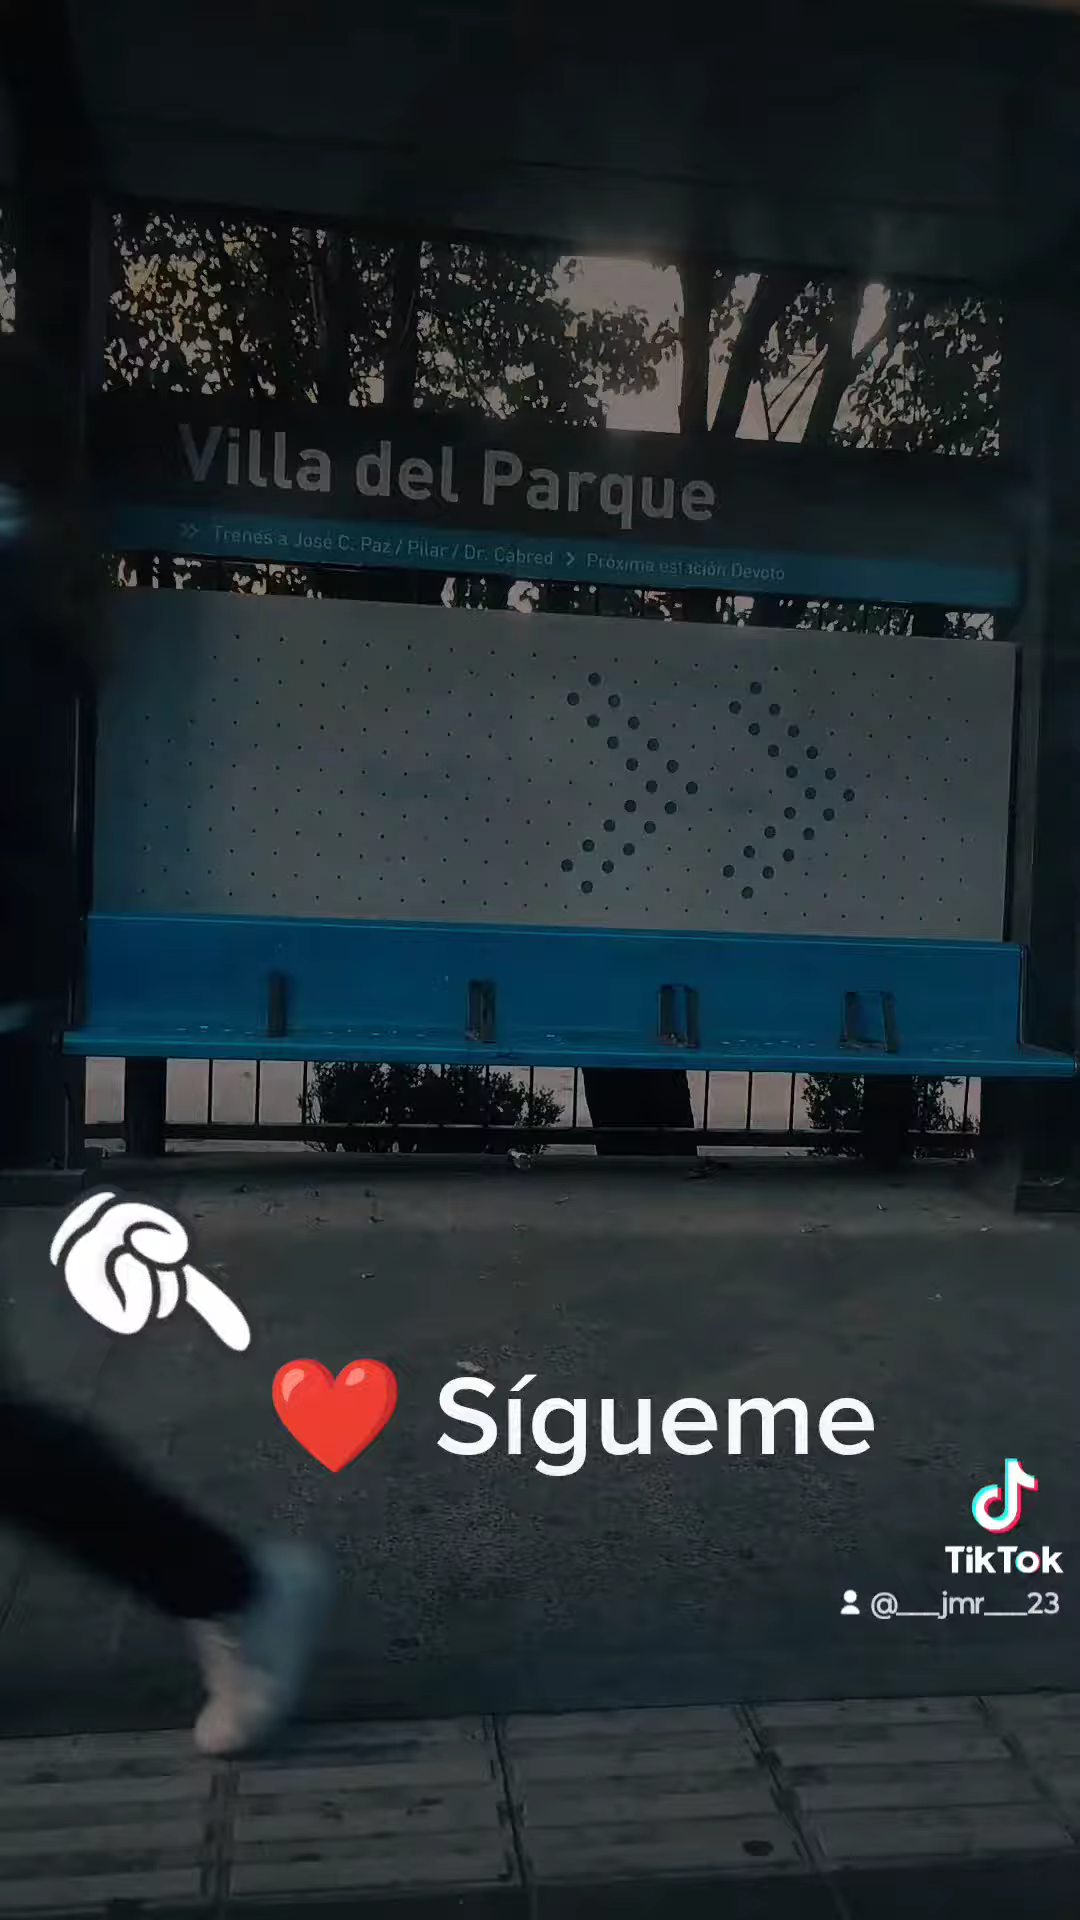 Villa del Parque
>> Trenes a José C. Paz / Pilar / Dr. Cabred > Próxima estación Devoto
❤️ Sígueme
TikTok
@___jmr___23